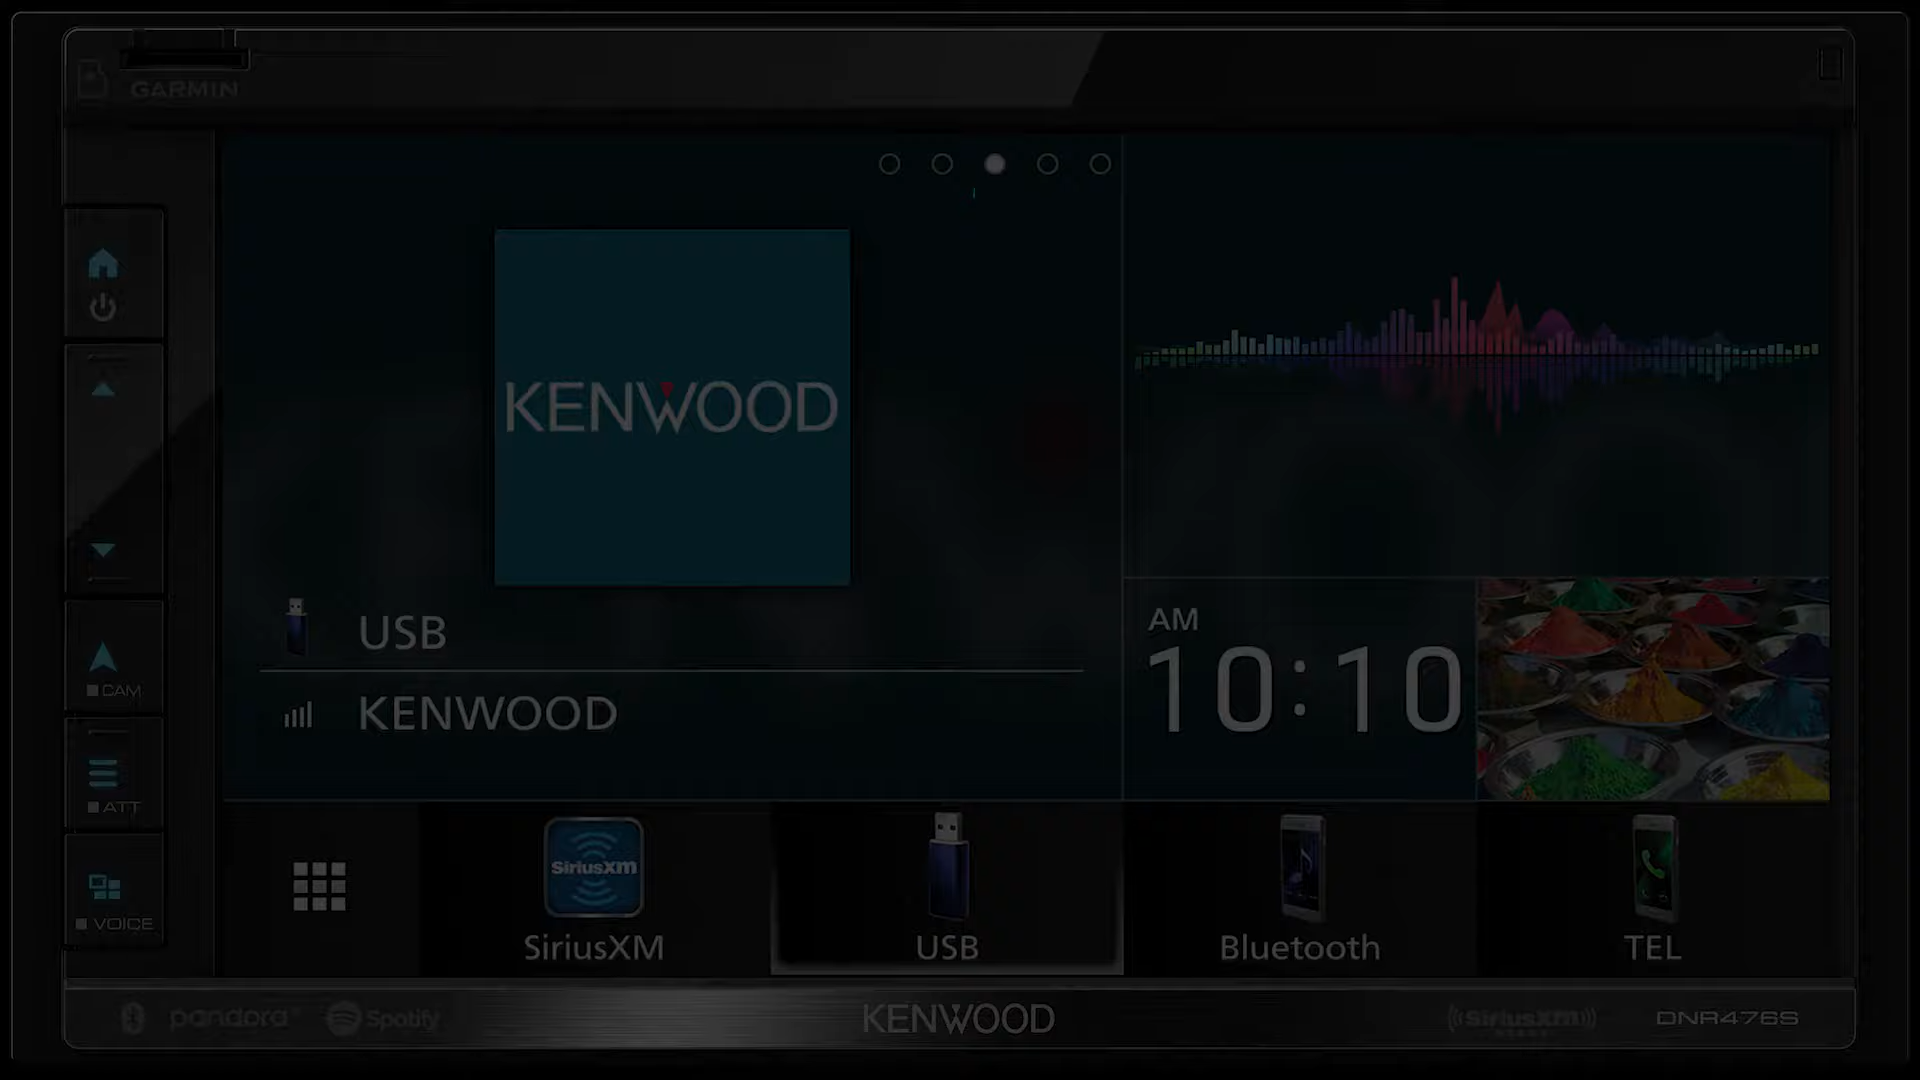 GARMIN
KENWOOD
USB
KENWOOD
AM
10:10
CAM
ATT
VOICE
SiriusXM
SiriusXM
USB
Bluetooth
TEL
pandora
Spotify
KENWOOD
SiriusXM
DNR476S